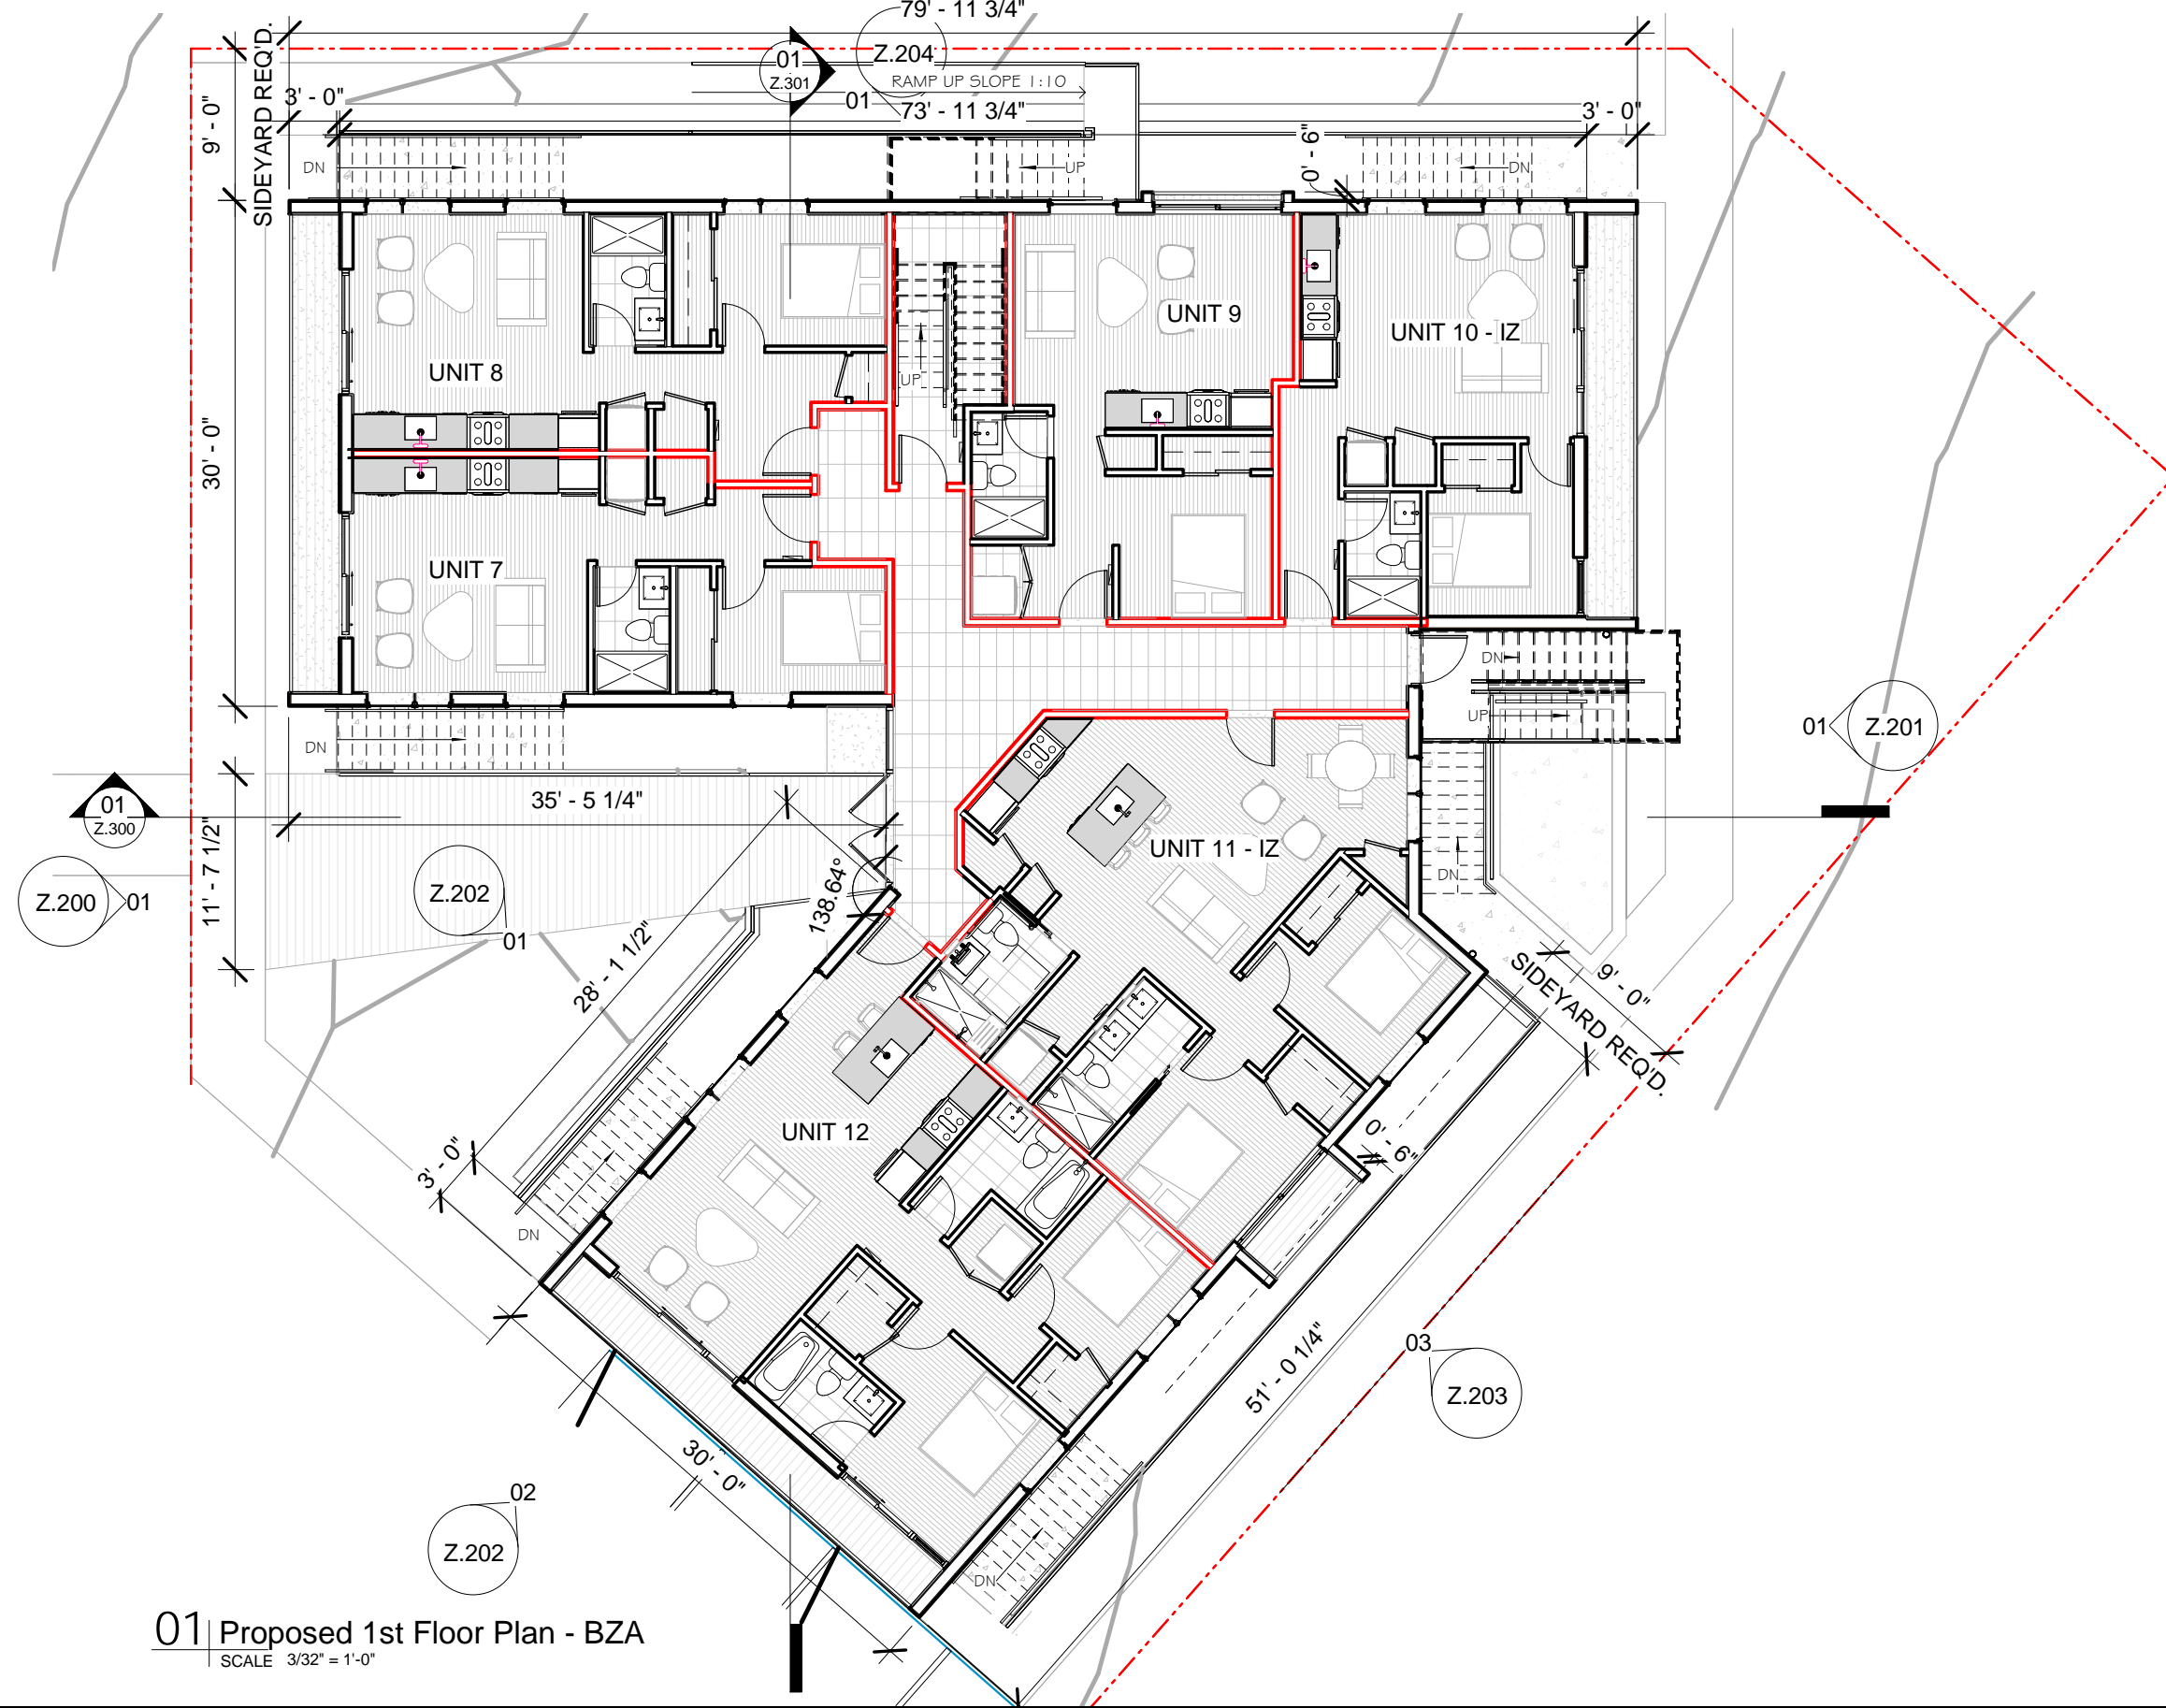 79' - 11 3/4"
SIDEYARD REQ'D.
01
Z.301
Z.204
RAMP UP SLOPE 1:10
01
3' - 0"
73' - 11 3/4"
3' - 0"
9' - 0"
0' - 6"
DN
UP
DN
UNIT 9
UNIT 10 - IZ
UNIT 8
UP
30' - 0"
UNIT 7
DN
UP
01
Z.201
DN
35' - 5 1/4"
01
Z.300
11' - 7 1/2"
UNIT 11 - IZ
138.64°
DN
Z.202
01
Z.200
01
28' - 1 1/2"
SIDEYARD REQ'D.
9' - 0"
UNIT 12
0' - 6"
3' - 0"
DN
51' - 0 1/4"
03
Z.203
30' - 0"
02
Z.202
DN
01 Proposed 1st Floor Plan - BZA
SCALE 3/32" = 1'-0"